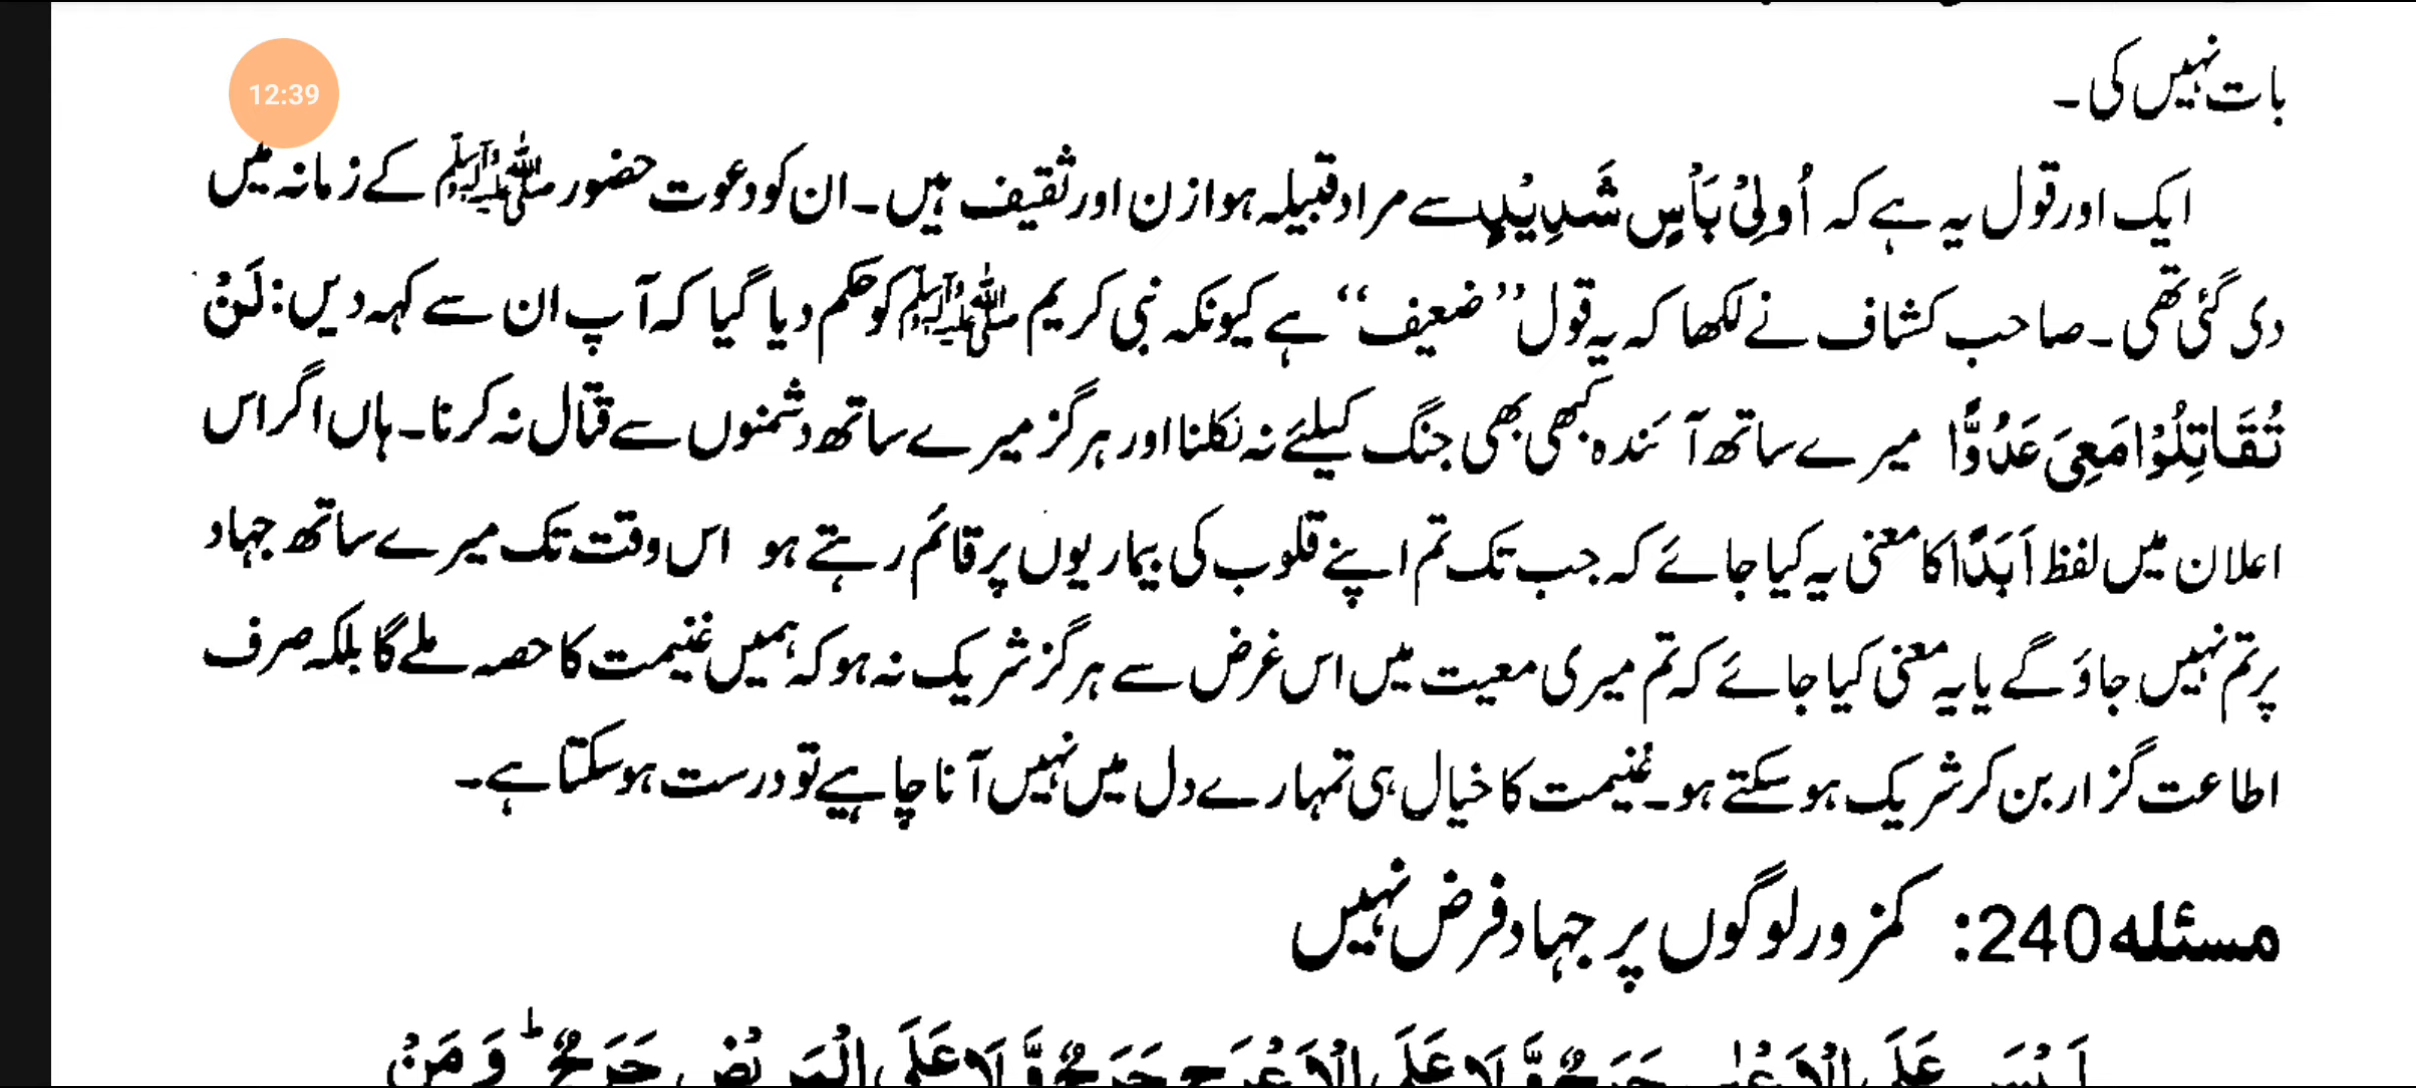 12:39
بات نہیں کی۔
ایک اور قول یہ ہے کہ اُولِیْ بَأْسٍ شَدِیْدٍ سے مراد قبیلہ ہوازن اور ثقیف ہیں۔ ان کو دعوت حضور ﷺ کے زمانہ میں
دی گئی تھی۔ صاحب کشاف نے لکھا کہ یہ قول ’’ضعیف‘‘ ہے کیونکہ نبی کریم ﷺ کو حکم دیا گیا کہ آپ ان سے کہہ دیں: لَنْ
تُقَاتِلُوْا مَعِیَ عَدُوًّا میرے ساتھ آئندہ کبھی بھی جنگ کیلئے نہ نکلنا اور ہرگز میرے ساتھ دشمنوں سے قتال نہ کرنا۔ ہاں اگر اس
اعلان میں لفظ اَبَدًا کا معنی یہ کیا جائے کہ جب تک تم اپنے قلوب کی بیماریوں پر قائم رہتے ہو اس وقت تک میرے ساتھ جہاد
پر تم نہیں جاؤ گے یا یہ معنی کیا جائے کہ تم میری معیت میں اس غرض سے ہرگز شریک نہ ہو کہ ہمیں غنیمت کا حصہ ملے گا بلکہ صرف
اطاعت گزار بن کر شریک ہو سکتے ہو۔ غنیمت کا خیال ہی تمہارے دل میں نہیں آنا چاہیے تو درست ہو سکتا ہے۔
مسئلہ 240: کمزور لوگوں پر جہاد فرض نہیں
لَیْسَ عَلَی الْاَعْمٰی حَرَجٌ وَّ لَا عَلَی الْاَعْرَجِ حَرَجٌ وَّ لَا عَلَی الْمَرِیْضِ حَرَجٌ ؕ وَ مَنْ